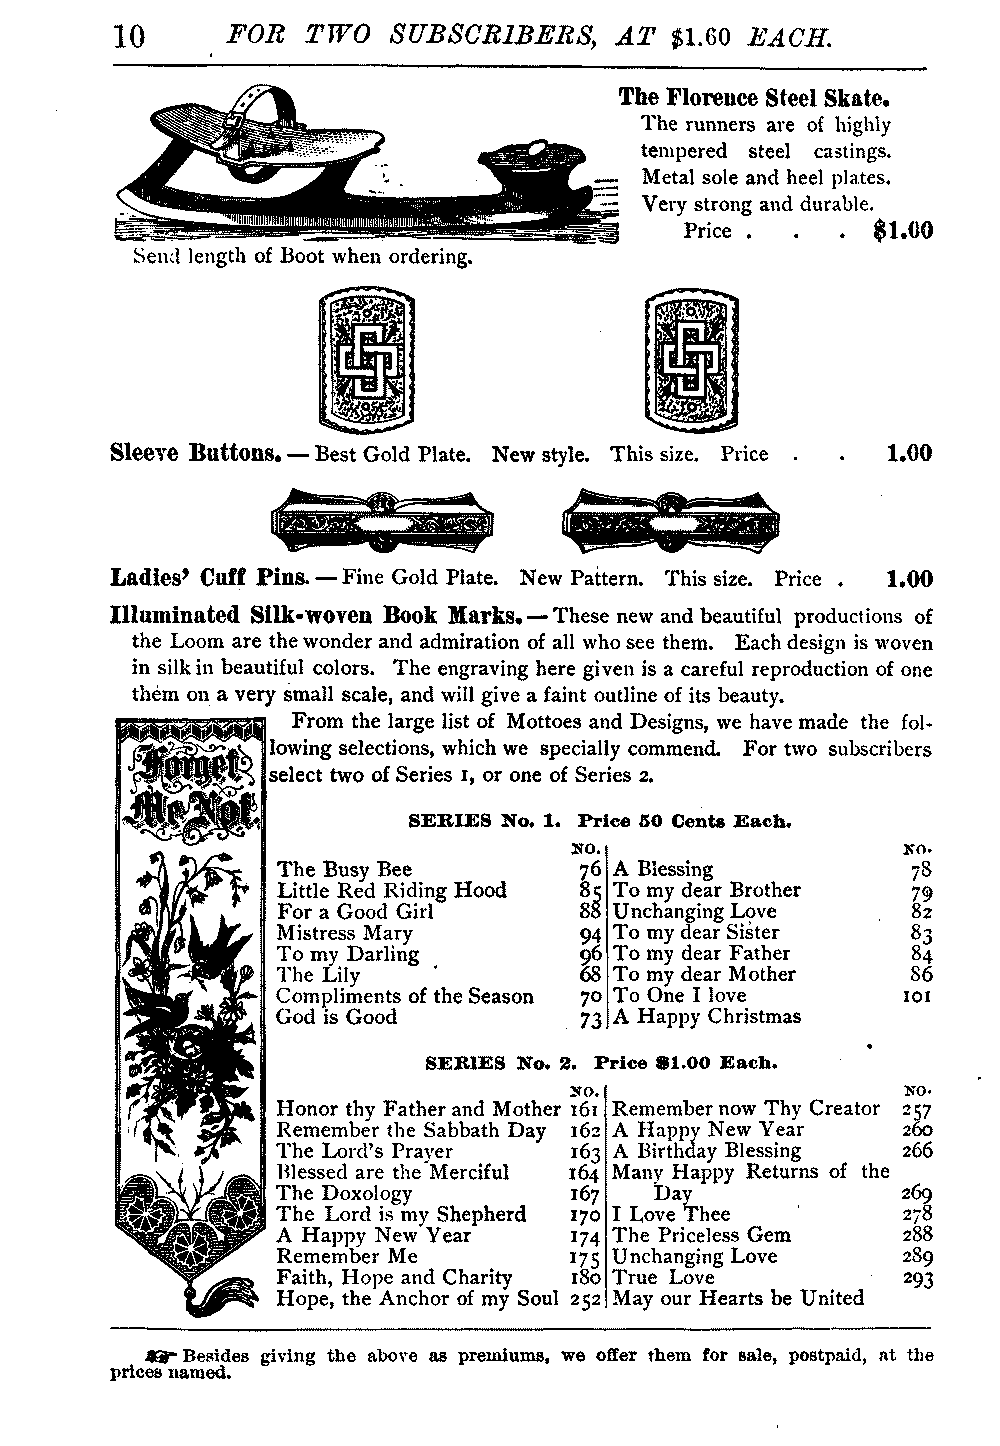 10 FOR TWO SUBSCRIBERS, AT $1.60 EACH.
The Florence Steel Skate.
The runners are of highly
tempered steel castings.
Metal sole and heel plates.
Very strong and durable.
Price . . . $1.00
Send length of Boot when ordering.
Sleeve Buttons. — Best Gold Plate. New style. This size. Price . . 1.00
Ladies' Cuff Pins. — Fine Gold Plate. New Pattern. This size. Price . 1.00
Illuminated Silk-woven Book Marks. — These new and beautiful productions of
the Loom are the wonder and admiration of all who see them. Each design is woven
in silk in beautiful colors. The engraving here given is a careful reproduction of one
them on a very small scale, and will give a faint outline of its beauty.
From the large list of Mottoes and Designs, we have made the fol-
lowing selections, which we specially commend. For two subscribers
select two of Series 1, or one of Series 2.
Forget
Me Not.
SERIES No. 1. Price 50 Cents Each.
NO. NO.
The Busy Bee 76 A Blessing 78
Little Red Riding Hood 85 To my dear Brother 79
For a Good Girl 88 Unchanging Love 82
Mistress Mary 94 To my dear Sister 83
To my Darling 96 To my dear Father 84
The Lily 68 To my dear Mother 86
Compliments of the Season 70 To One I love 101
God is Good 73 A Happy Christmas
SERIES No. 2. Price $1.00 Each.
NO. NO.
Honor thy Father and Mother 161 Remember now Thy Creator 257
Remember the Sabbath Day 162 A Happy New Year 260
The Lord's Prayer 163 A Birthday Blessing 266
Blessed are the Merciful 164 Many Happy Returns of the
The Doxology 167 Day 269
The Lord is my Shepherd 170 I Love Thee 278
A Happy New Year 174 The Priceless Gem 288
Remember Me 175 Unchanging Love 289
Faith, Hope and Charity 180 True Love 293
Hope, the Anchor of my Soul 252 May our Hearts be United
☞ Besides giving the above as premiums, we offer them for sale, postpaid, at the
prices named.